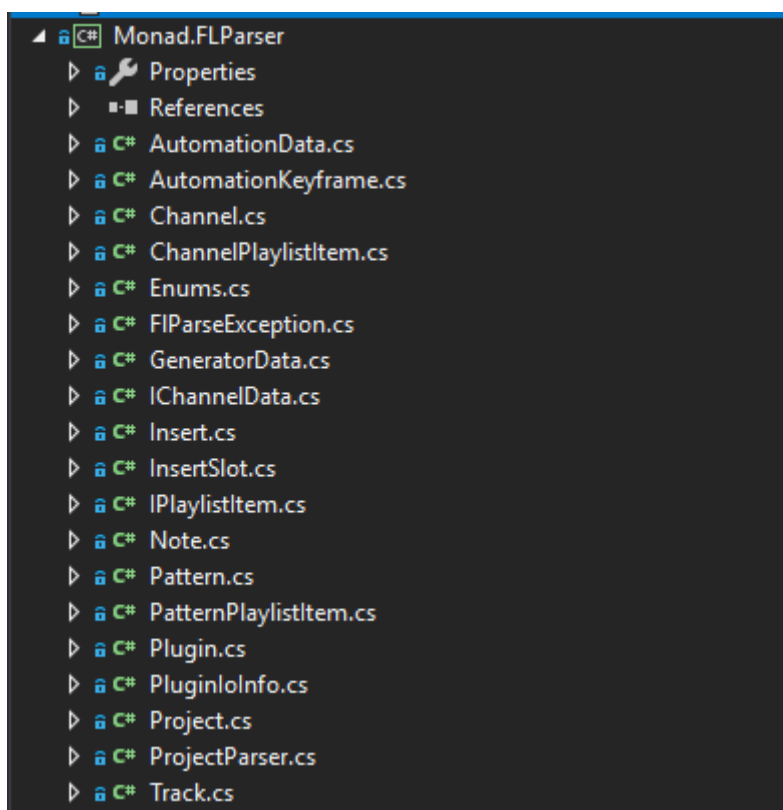 C# Monad.FLParser
Properties
References
C# AutomationData.cs
C# AutomationKeyframe.cs
C# Channel.cs
C# ChannelPlaylistItem.cs
C# Enums.cs
C# FlParseException.cs
C# GeneratorData.cs
C# IChannelData.cs
C# Insert.cs
C# InsertSlot.cs
C# IPlaylistItem.cs
C# Note.cs
C# Pattern.cs
C# PatternPlaylistItem.cs
C# Plugin.cs
C# PluginIoInfo.cs
C# Project.cs
C# ProjectParser.cs
C# Track.cs